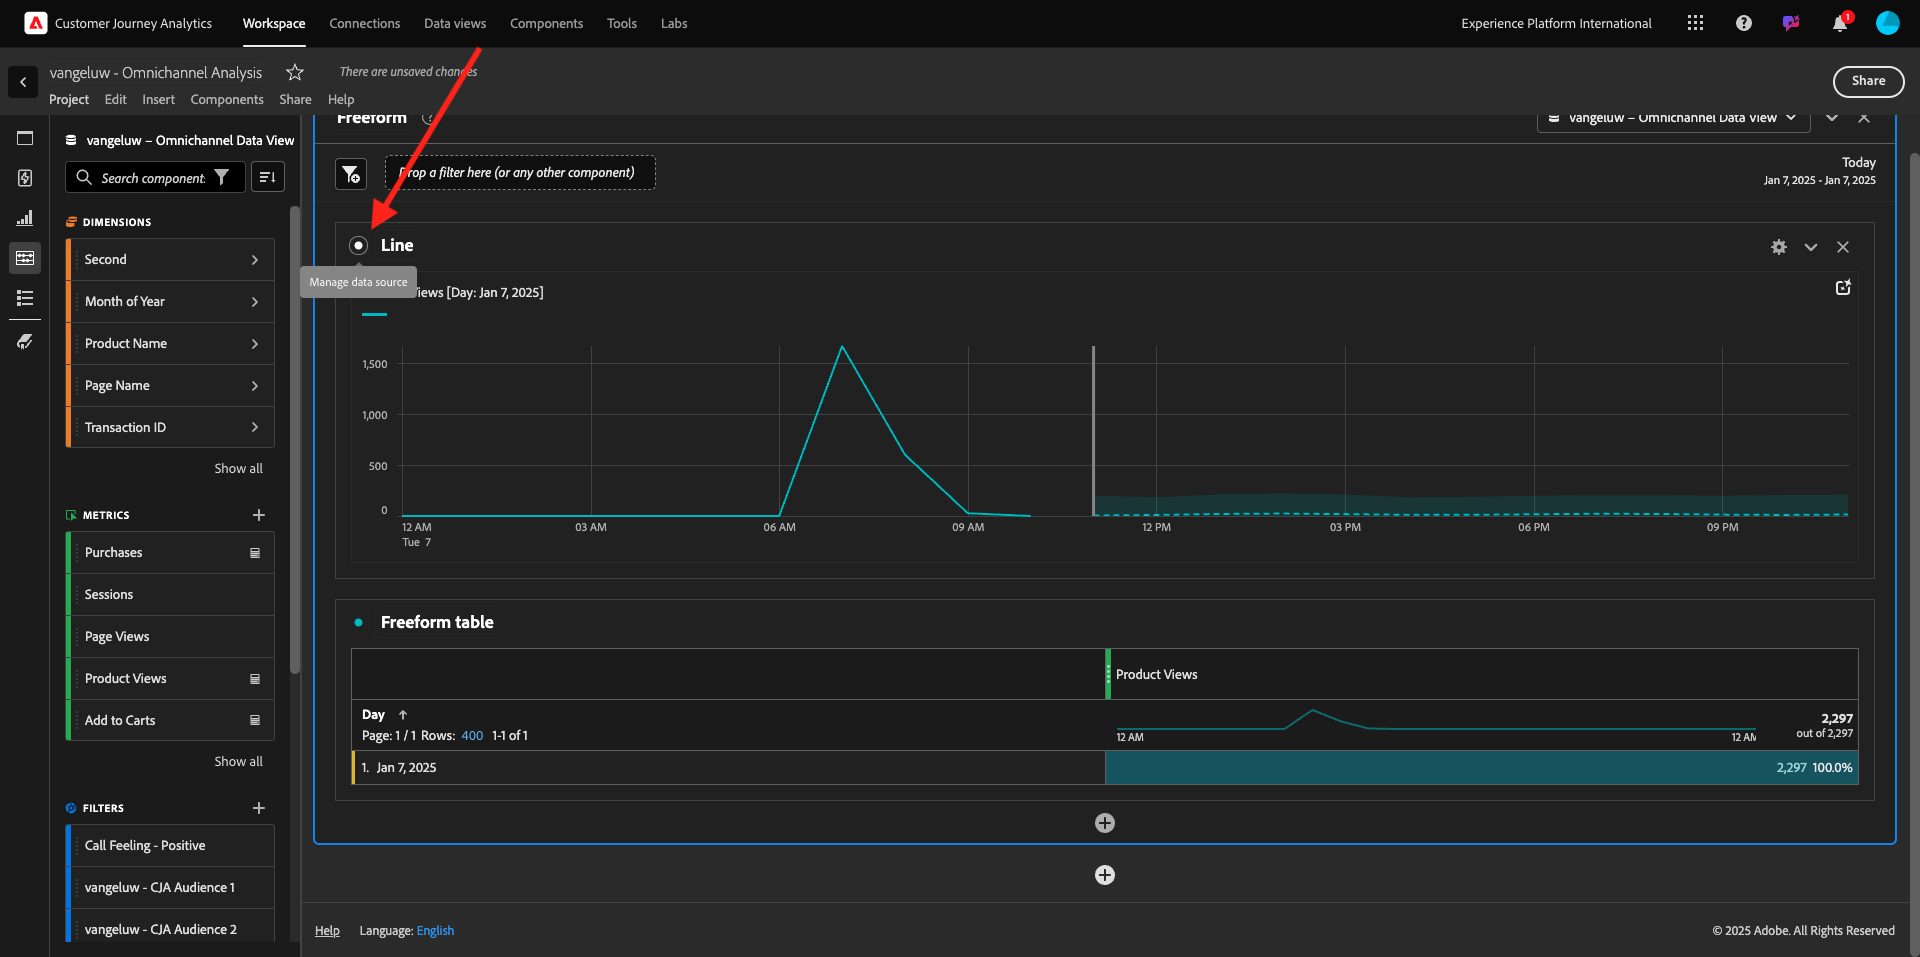 Customer Journey Analytics Workspace Connections Data views Components Tools Labs Experience Platform International 1
vangeluw - Omnichannel Analysis There are unsaved changes
Project Edit Insert Components Share Help
Share
vangeluw – Omnichannel Data View
Search component:
DIMENSIONS
Second
Month of Year
Product Name
Page Name
Transaction ID
Show all
METRICS
Purchases
Sessions
Page Views
Product Views
Add to Carts
Show all
FILTERS
Call Feeling - Positive
vangeluw - CJA Audience 1
vangeluw - CJA Audience 2
Freeform
vangeluw – Omnichannel Data View
Drop a filter here (or any other component)
Today
Jan 7, 2025 - Jan 7, 2025
Line
Manage data source
iews [Day: Jan 7, 2025]
1,500
1,000
500
0
12 AM 03 AM 06 AM 09 AM 12 PM 03 PM 06 PM 09 PM
Tue 7
Freeform table
Product Views
Day
Page: 1 / 1 Rows: 400 1-1 of 1
12 AM 12 AM
2,297
out of 2,297
1. Jan 7, 2025 2,297 100.0%
Help Language: English © 2025 Adobe. All Rights Reserved